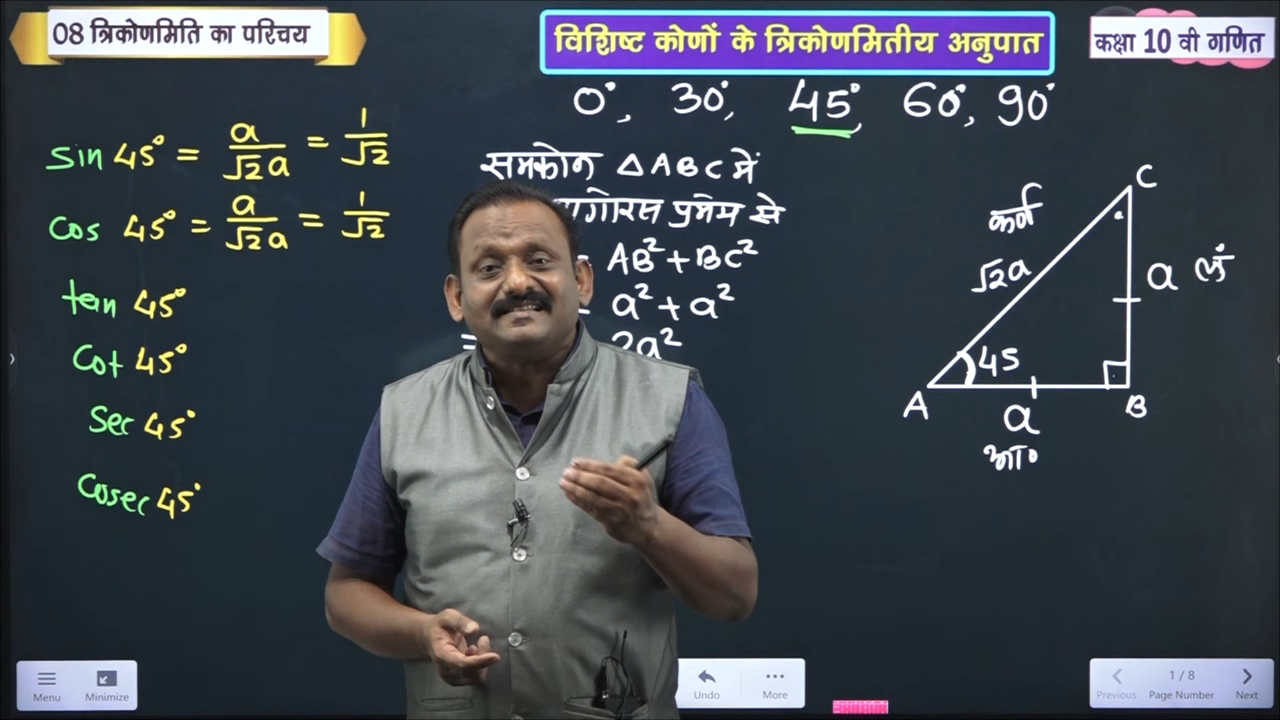 08 त्रिकोणमिति का परिचय
विशिष्ट कोणों के त्रिकोणमितीय अनुपात
कक्षा 10 वी गणित
0°, 30°, 45°, 60°, 90°
sin 45° = a/√2a = 1/√2
cos 45° = a/√2a = 1/√2
tan 45°
Cot 45°
Sec 45°
Cosec 45°
समकोण △ABC में
प्रमेय से
AB² + BC²
= a² + a²
= 2a²
C
कर्ण
√2a
a लं
45
A
B
a
आ०
Menu
Minimize
Undo
More
1 / 8
Previous
Page Number
Next